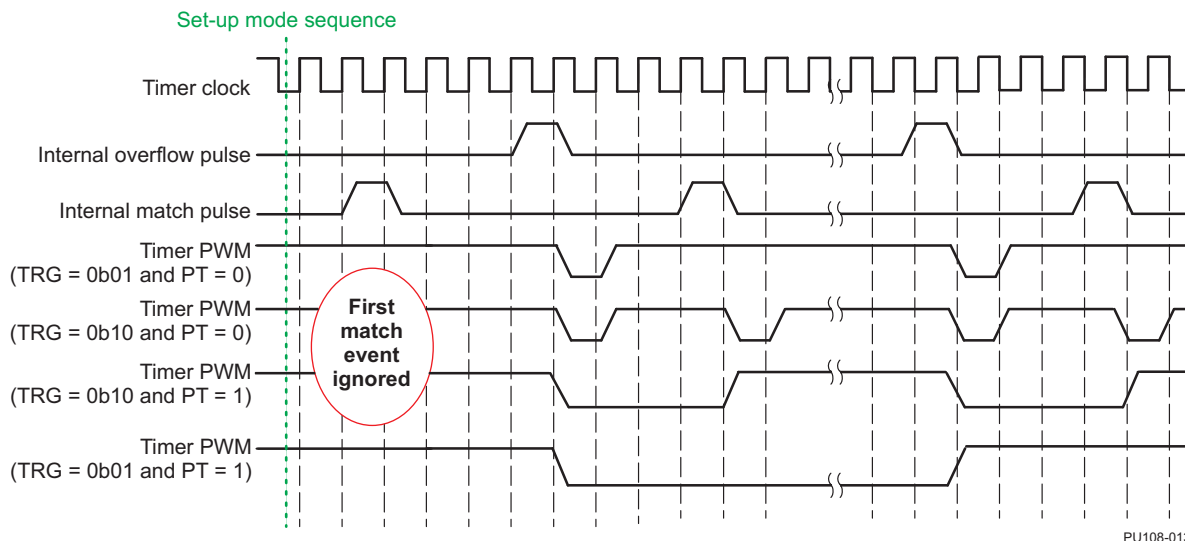 Set-up mode sequence
Timer clock
Internal overflow pulse
Internal match pulse
Timer PWM
(TRG = 0b01 and PT = 0)
Timer PWM
(TRG = 0b10 and PT = 0)
First
match
event
ignored
Timer PWM
(TRG = 0b10 and PT = 1)
Timer PWM
(TRG = 0b01 and PT = 1)